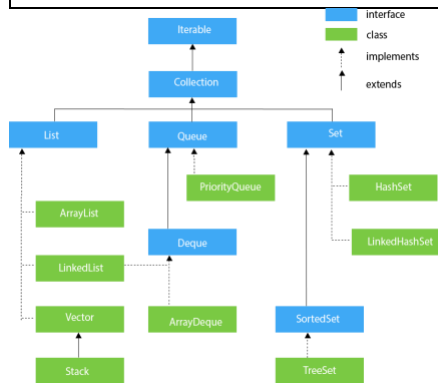 interface
Iterable
class
implements
Collection
extends
List
Queue
Set
PriorityQueue
HashSet
ArrayList
Deque
LinkedHashSet
LinkedList
Vector
ArrayDeque
SortedSet
Stack
TreeSet